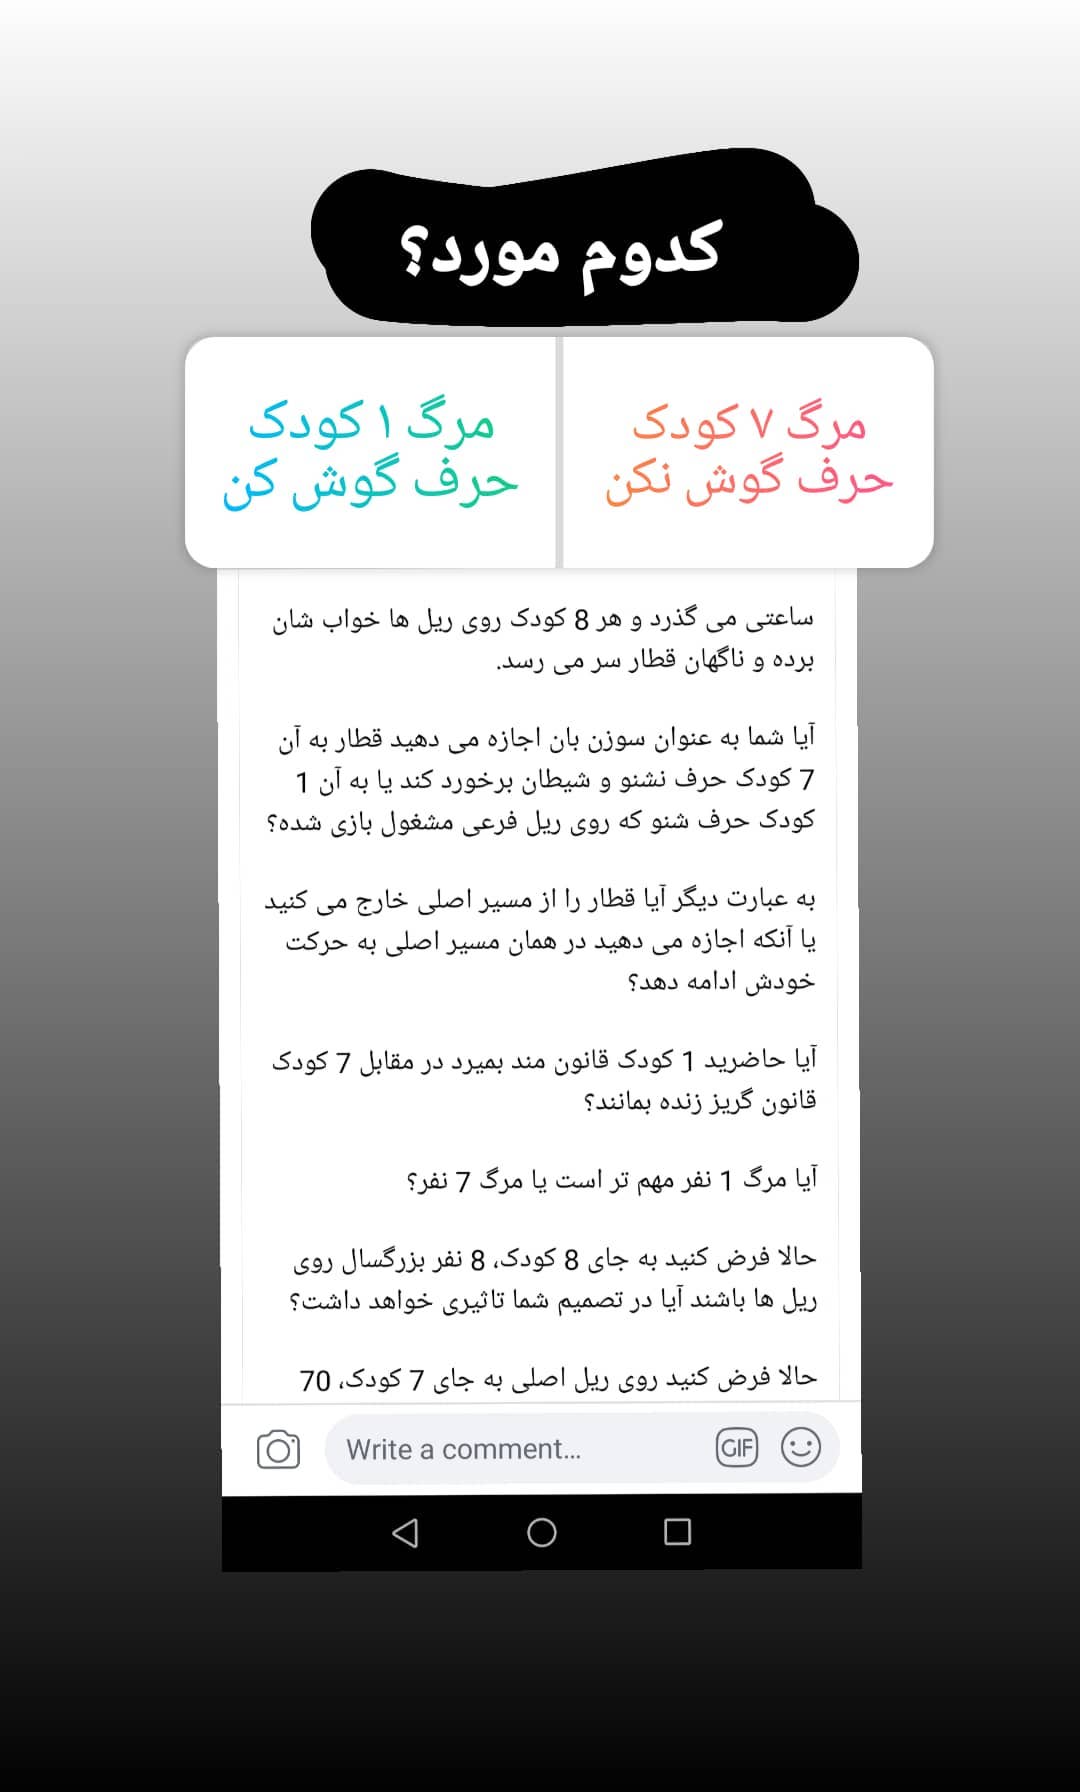 کدوم مورد؟
مرگ ۷ کودک
حرف گوش نکن
مرگ ۱ کودک
حرف گوش کن
ساعتی می گذرد و هر 8 کودک روی ریل ها خواب شان
برده و ناگهان قطار سر می رسد.
آیا شما به عنوان سوزن بان اجازه می دهید قطار به آن
7 کودک حرف نشنو و شیطان برخورد کند یا به آن 1
کودک حرف شنو که روی ریل فرعی مشغول بازی شده؟
به عبارت دیگر آیا قطار را از مسیر اصلی خارج می کنید
یا آنکه اجازه می دهید در همان مسیر اصلی به حرکت
خودش ادامه دهد؟
آیا حاضرید 1 کودک قانون مند بمیرد در مقابل 7 کودک
قانون گریز زنده بمانند؟
آیا مرگ 1 نفر مهم تر است یا مرگ 7 نفر؟
حالا فرض کنید به جای 8 کودک، 8 نفر بزرگسال روی
ریل ها باشند آیا در تصمیم شما تاثیری خواهد داشت؟
حالا فرض کنید روی ریل اصلی به جای 7 کودک، 70
Write a comment...
GIF